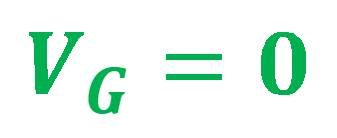 V_G = 0